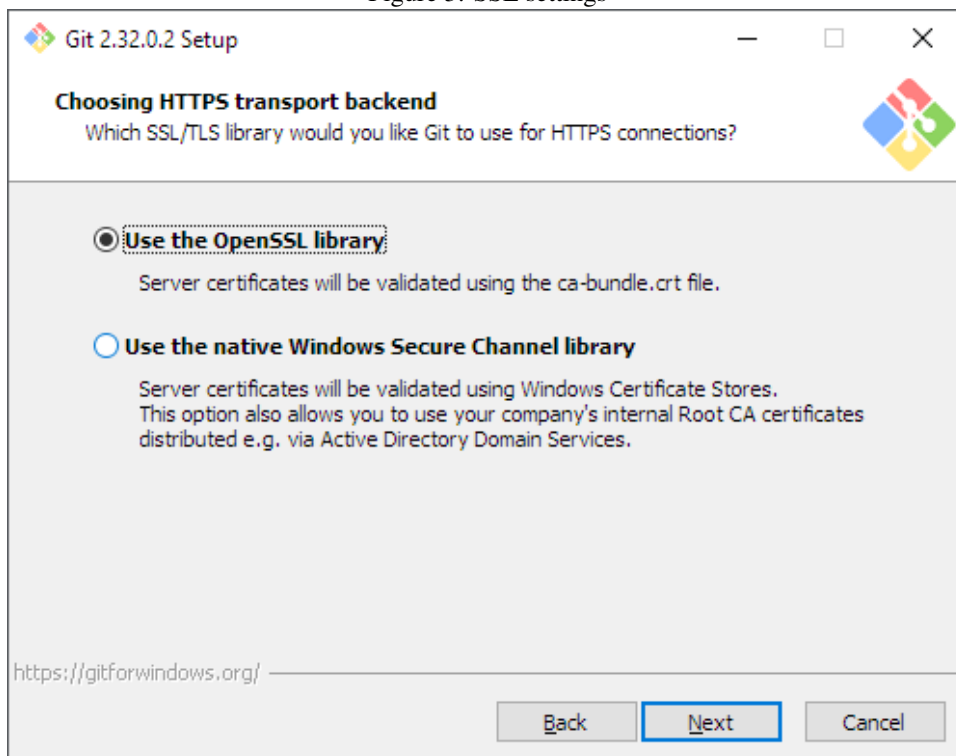 Git 2.32.0.2 Setup
Choosing HTTPS transport backend
Which SSL/TLS library would you like Git to use for HTTPS connections?
Use the OpenSSL library
Server certificates will be validated using the ca-bundle.crt file.
Use the native Windows Secure Channel library
Server certificates will be validated using Windows Certificate Stores.
This option also allows you to use your company's internal Root CA certificates
distributed e.g. via Active Directory Domain Services.
https://gitforwindows.org/
Back Next Cancel